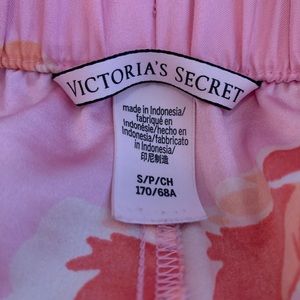 VICTORIA'S SECRET
made in Indonesia/
fabriqué en
Indonésie/hecho en
Indonesia/fabbricato
in Indonesia
印尼制造
S/P/CH
170/68A